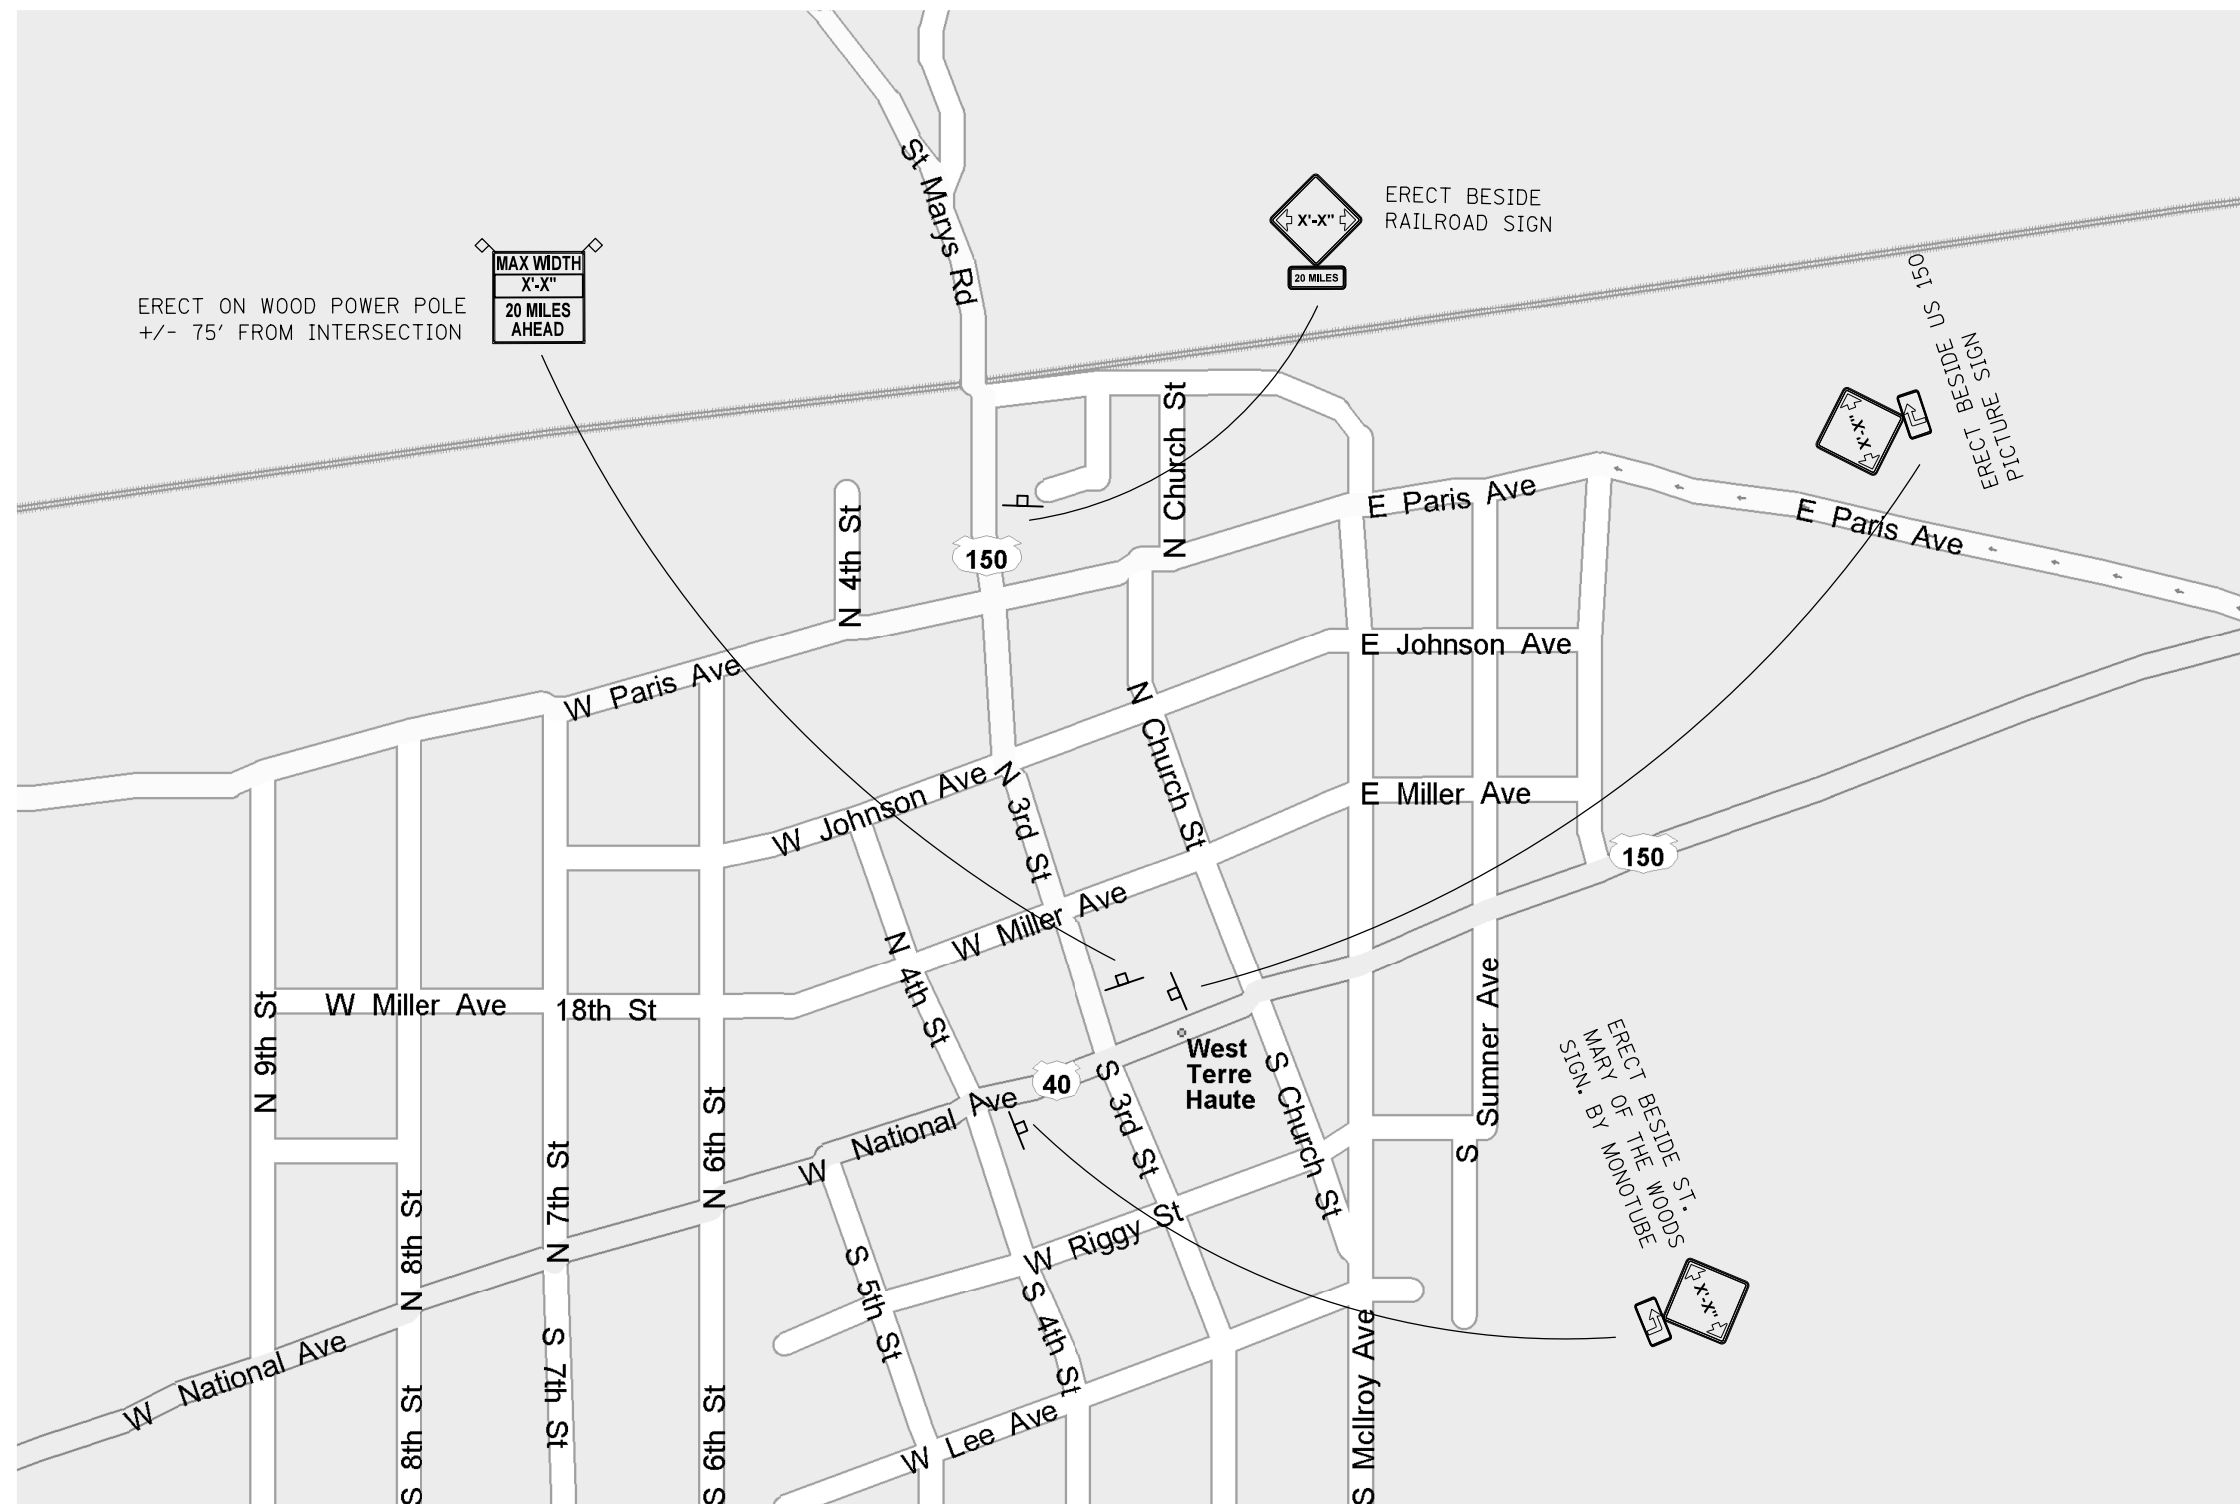 St Marys Rd
ERECT BESIDE
RAILROAD SIGN
X'-X"
20 MILES
MAX WIDTH
X'-X"
20 MILES
AHEAD
ERECT ON WOOD POWER POLE
+/- 75' FROM INTERSECTION
ERECT BESIDE US 150
PICTURE SIGN
X'-X"
N Church St
N 4th St
150
E Paris Ave
E Paris Ave
W Paris Ave
E Johnson Ave
N Church St
W Johnson Ave
N 3rd St
E Miller Ave
150
W Miller Ave
N 4th St
W Miller Ave
18th St
N 9th St
West
Terre
Haute
40
S 3rd St
S Church St
S Sumner Ave
ERECT BESIDE ST.
MARY OF THE WOODS
SIGN. BY MONOTUBE
X'-X"
W National Ave
N 6th St
N 7th St
N 8th St
W Riggy St
S 5th St
S 4th St
W National Ave
S 7th St
S 8th St
S 6th St
W Lee Ave
S McIlroy Ave